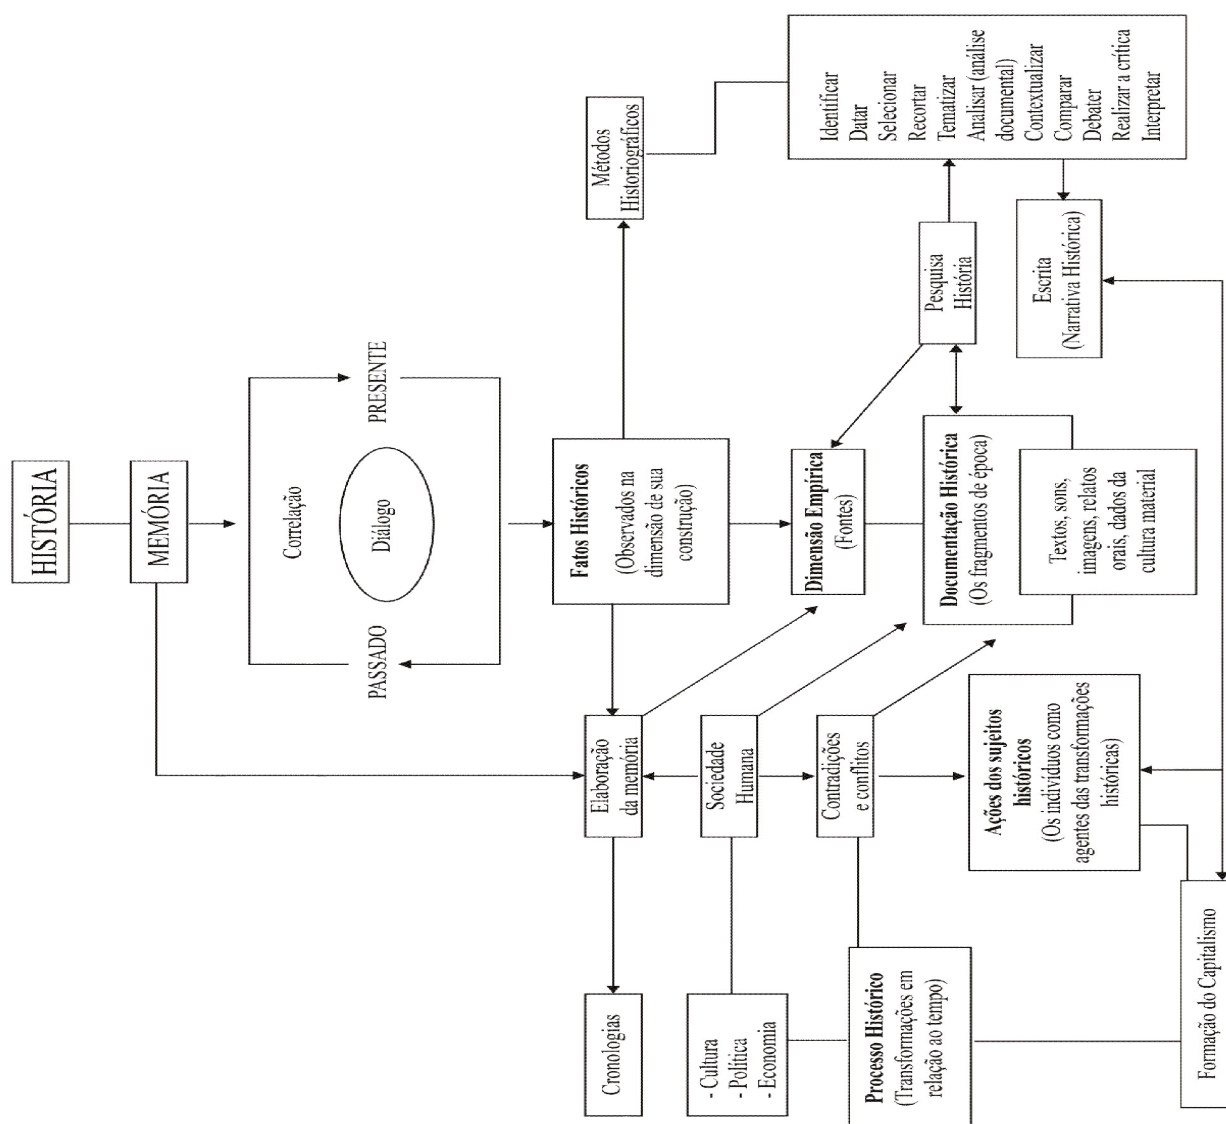 HISTÓRIA
MEMÓRIA
Correlação
PASSADO
Diálogo
PRESENTE
Fatos Históricos
(Observados na
dimensão de sua
construção)
Métodos
Historiográficos
Identificar
Datar
Selecionar
Recortar
Tematizar
Analisar (análise
documental)
Contextualizar
Comparar
Debater
Realizar a crítica
Interpretar
Cronologias
Elaboração
da memória
- Cultura
- Política
- Economia
Sociedade
Humana
Dimensão Empírica
(Fontes)
Pesquisa
História
Processo Histórico
(Transformações em
relação ao tempo)
Contradições
e conflitos
Documentação Histórica
(Os fragmentos de época)
Textos, sons,
imagens, relatos
orais, dados da
cultura material
Escrita
(Narrativa Histórica)
Ações dos sujeitos
históricos
(Os indivíduos como
agentes das transformações
históricas)
Formação do Capitalismo